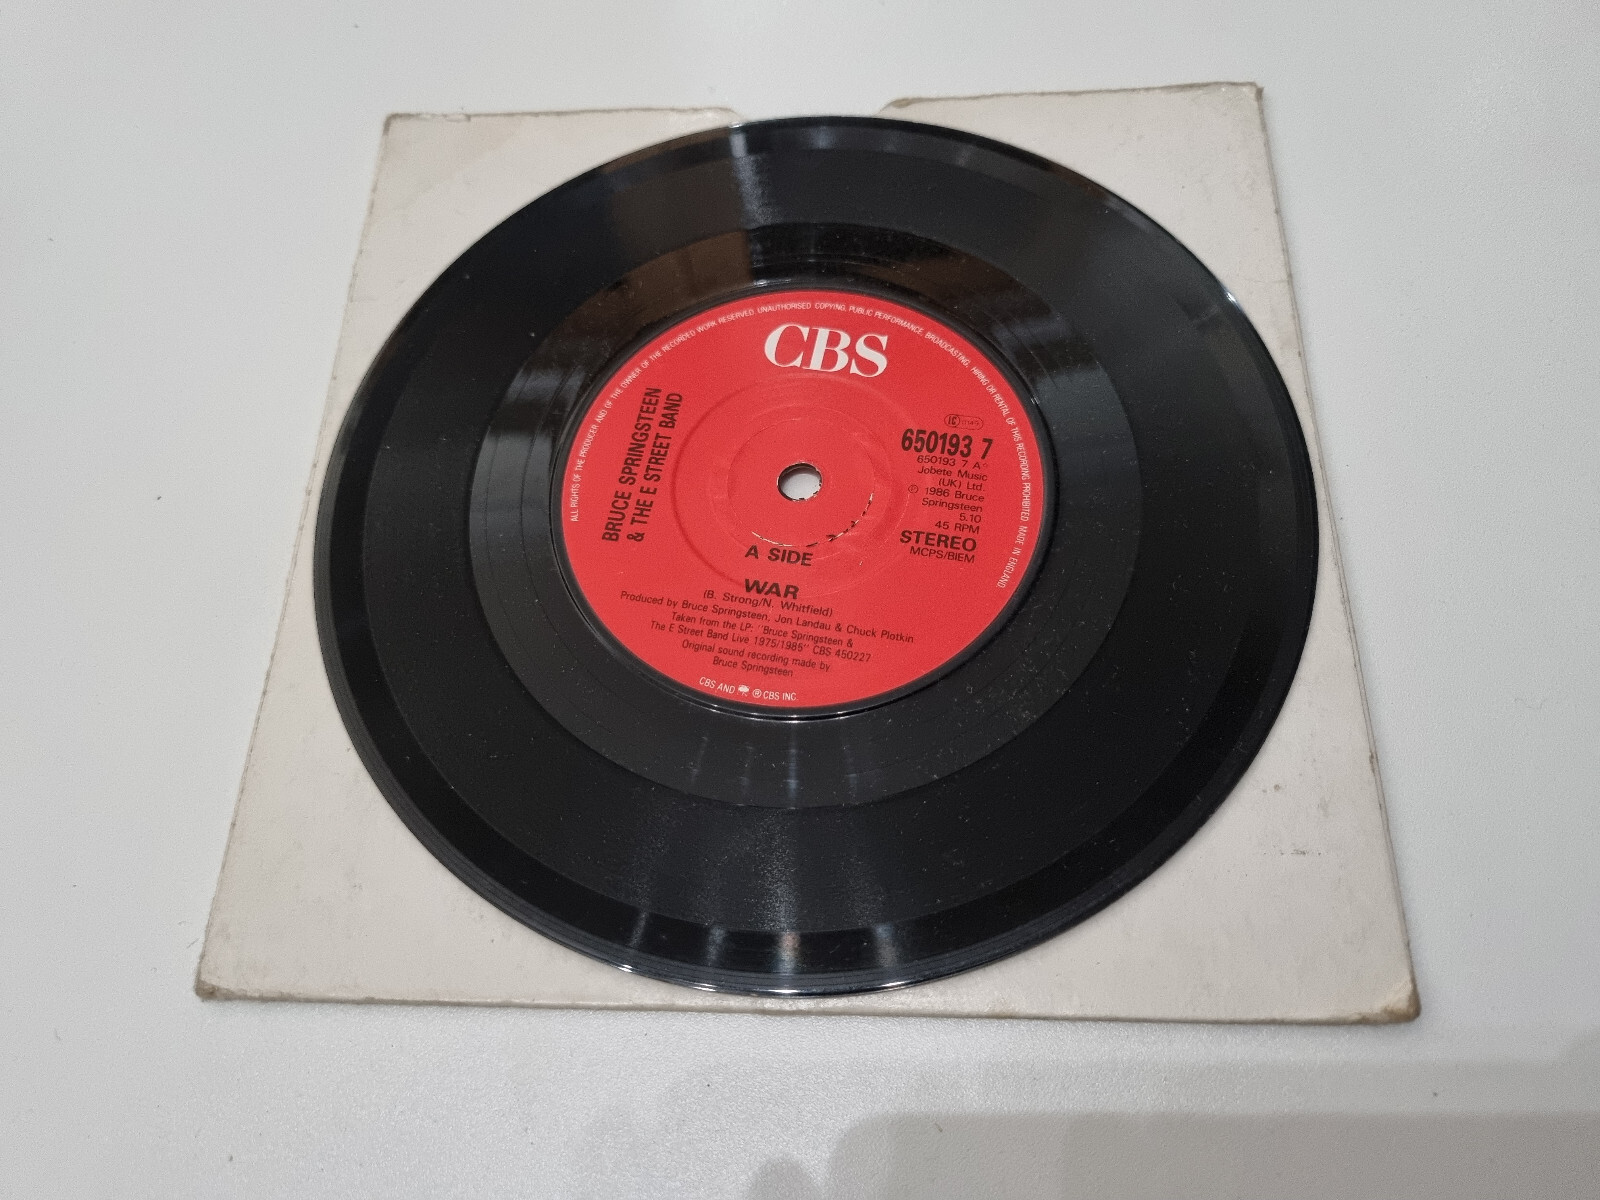 ALL RIGHTS OF THE PRODUCER AND OF THE OWNER OF THE RECORDED WORK RESERVED. UNAUTHORISED COPYING, PUBLIC PERFORMANCE, BROADCASTING, HIRING OR RENTAL OF THIS RECORDING PROHIBITED. MADE IN ENGLAND
CBS
BRUCE SPRINGSTEEN
& THE E STREET BAND
650193 7
650193 7 A
Jobete Music
(UK) Ltd.
℗ 1986 Bruce
Springsteen
5.10
45 RPM
STEREO
MCPS/BIEM
A SIDE
WAR
(B. Strong/N. Whitfield)
Produced by Bruce Springsteen, Jon Landau & Chuck Plotkin
Taken from the LP: "Bruce Springsteen &
The E Street Band Live 1975/1985" CBS 450227
Original sound recording made by
Bruce Springsteen
CBS AND ® CBS INC.